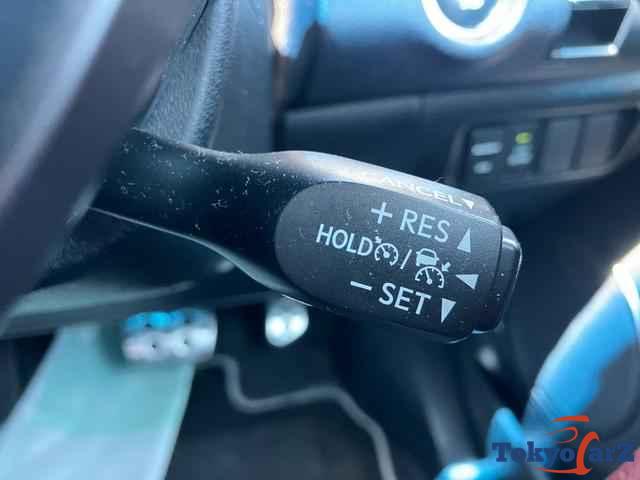 CANCEL▼
+ RES ▲
HOLD / ◀
− SET ▼
TokyoCarZ